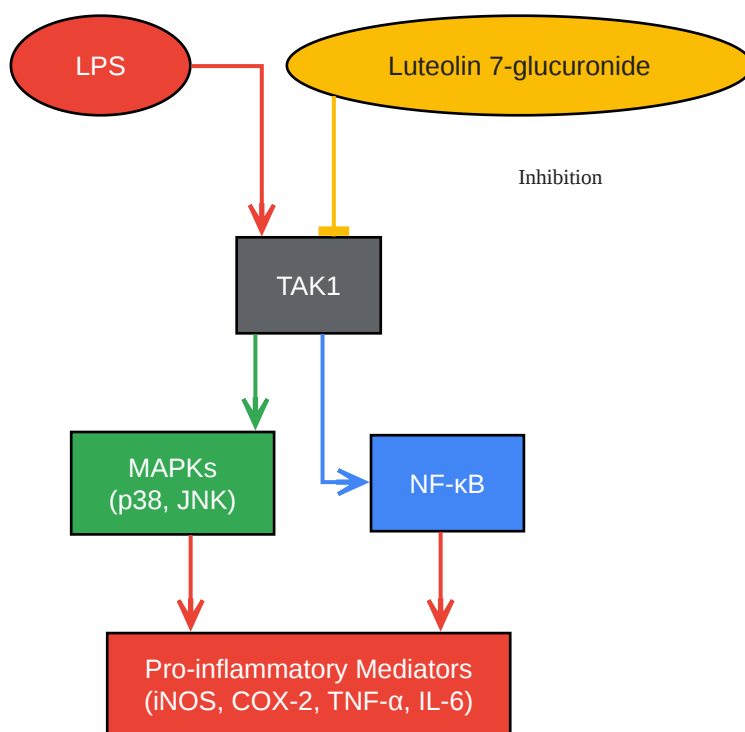 LPS
Luteolin 7-glucuronide
Inhibition
TAK1
MAPKs
(p38, JNK)
NF-κB
Pro-inflammatory Mediators
(iNOS, COX-2, TNF-α, IL-6)